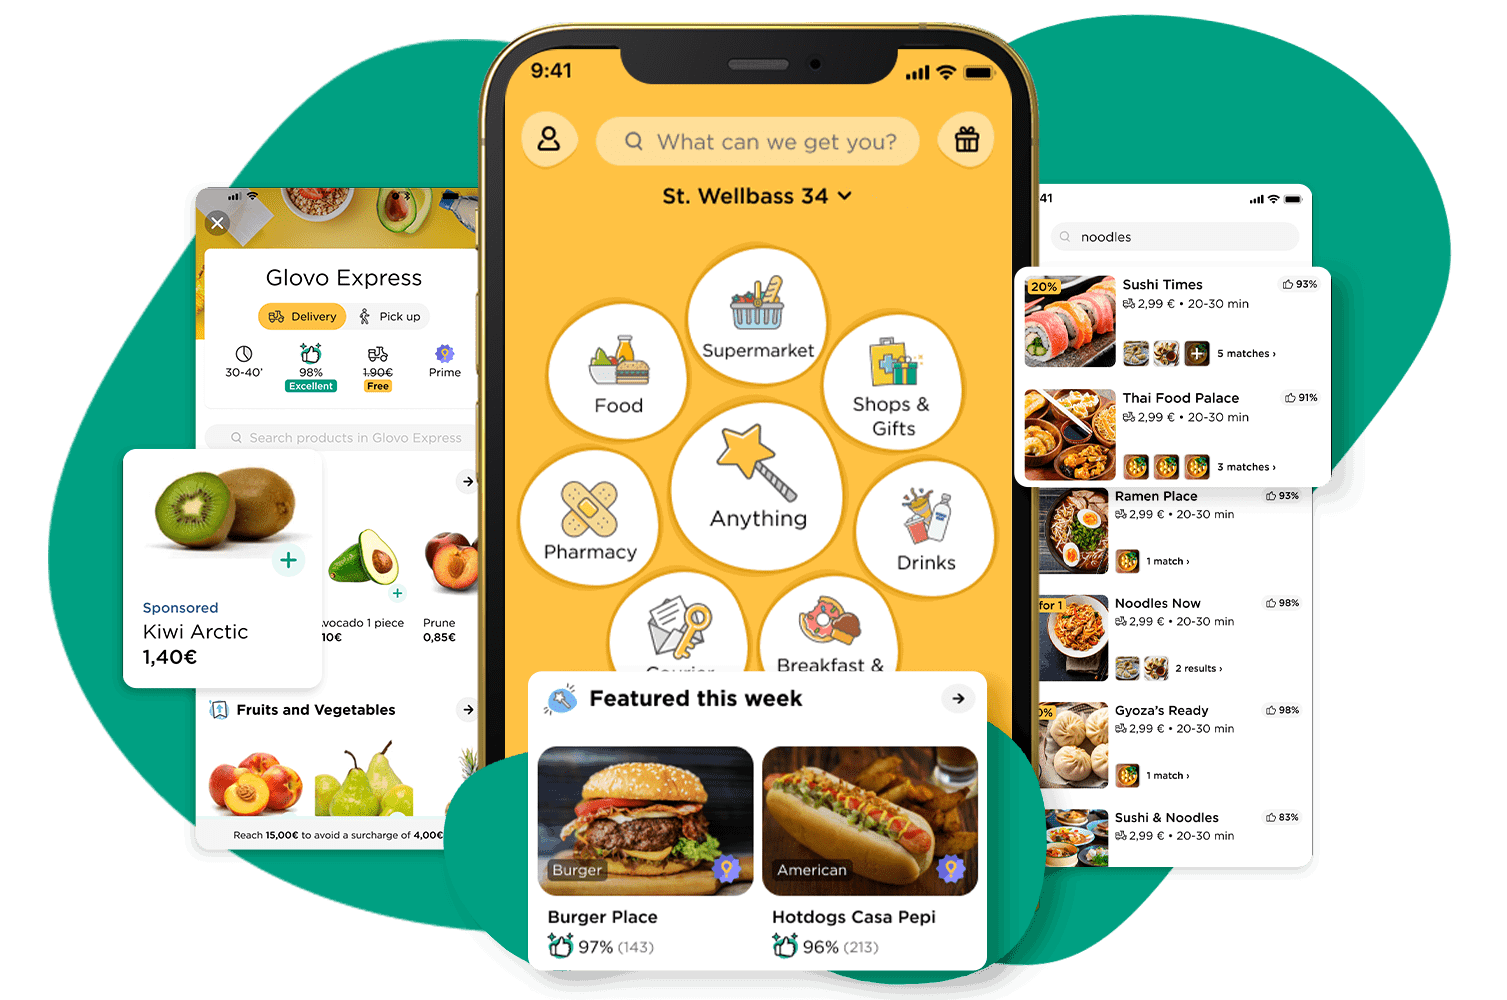 9:41
What can we get you?
St. Wellbass 34
Supermarket
Food
Shops &
Gifts
Anything
Pharmacy
Drinks
Courier
Breakfast &
Featured this week
Burger
American
Burger Place
97% (143)
Hotdogs Casa Pepi
96% (213)
Glovo Express
Delivery
Pick up
30-40'
98%
Excellent
1.90€
Free
Prime
Search products in Glovo Express
Sponsored
Kiwi Arctic
1,40€
vocado 1 piece
10€
Prune
0,85€
Fruits and Vegetables
Reach 15,00€ to avoid a surcharge of 4,00€
41
noodles
20%
Sushi Times
93%
2,99 € • 20-30 min
5 matches ›
Thai Food Palace
91%
2,99 € • 20-30 min
3 matches ›
Ramen Place
93%
2,99 € • 20-30 min
1 match ›
for 1
Noodles Now
98%
2,99 € • 20-30 min
2 results ›
0%
Gyoza's Ready
98%
2,99 € • 20-30 min
1 match ›
Sushi & Noodles
83%
2,99 € • 20-30 min